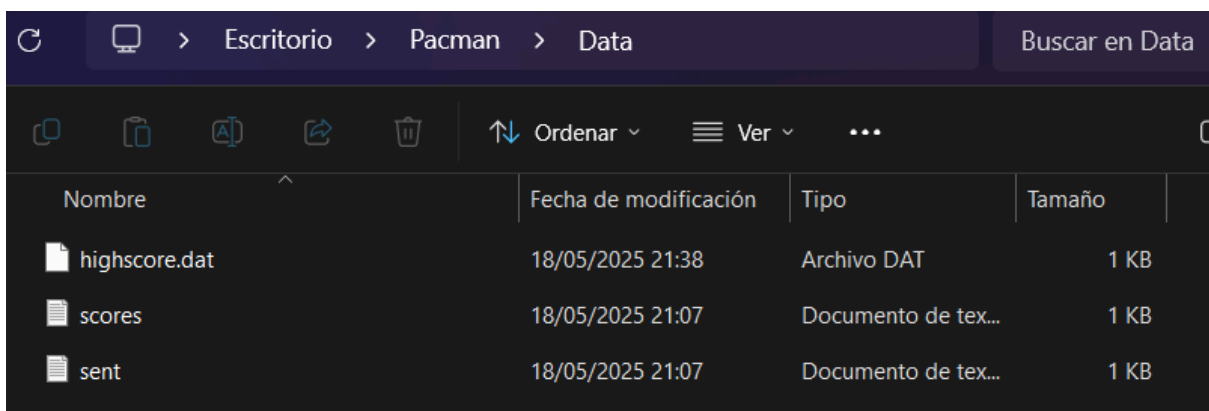 Escritorio > Pacman > Data Buscar en Data
Ordenar Ver ...
Nombre Fecha de modificación Tipo Tamaño
highscore.dat 18/05/2025 21:38 Archivo DAT 1 KB
scores 18/05/2025 21:07 Documento de tex... 1 KB
sent 18/05/2025 21:07 Documento de tex... 1 KB